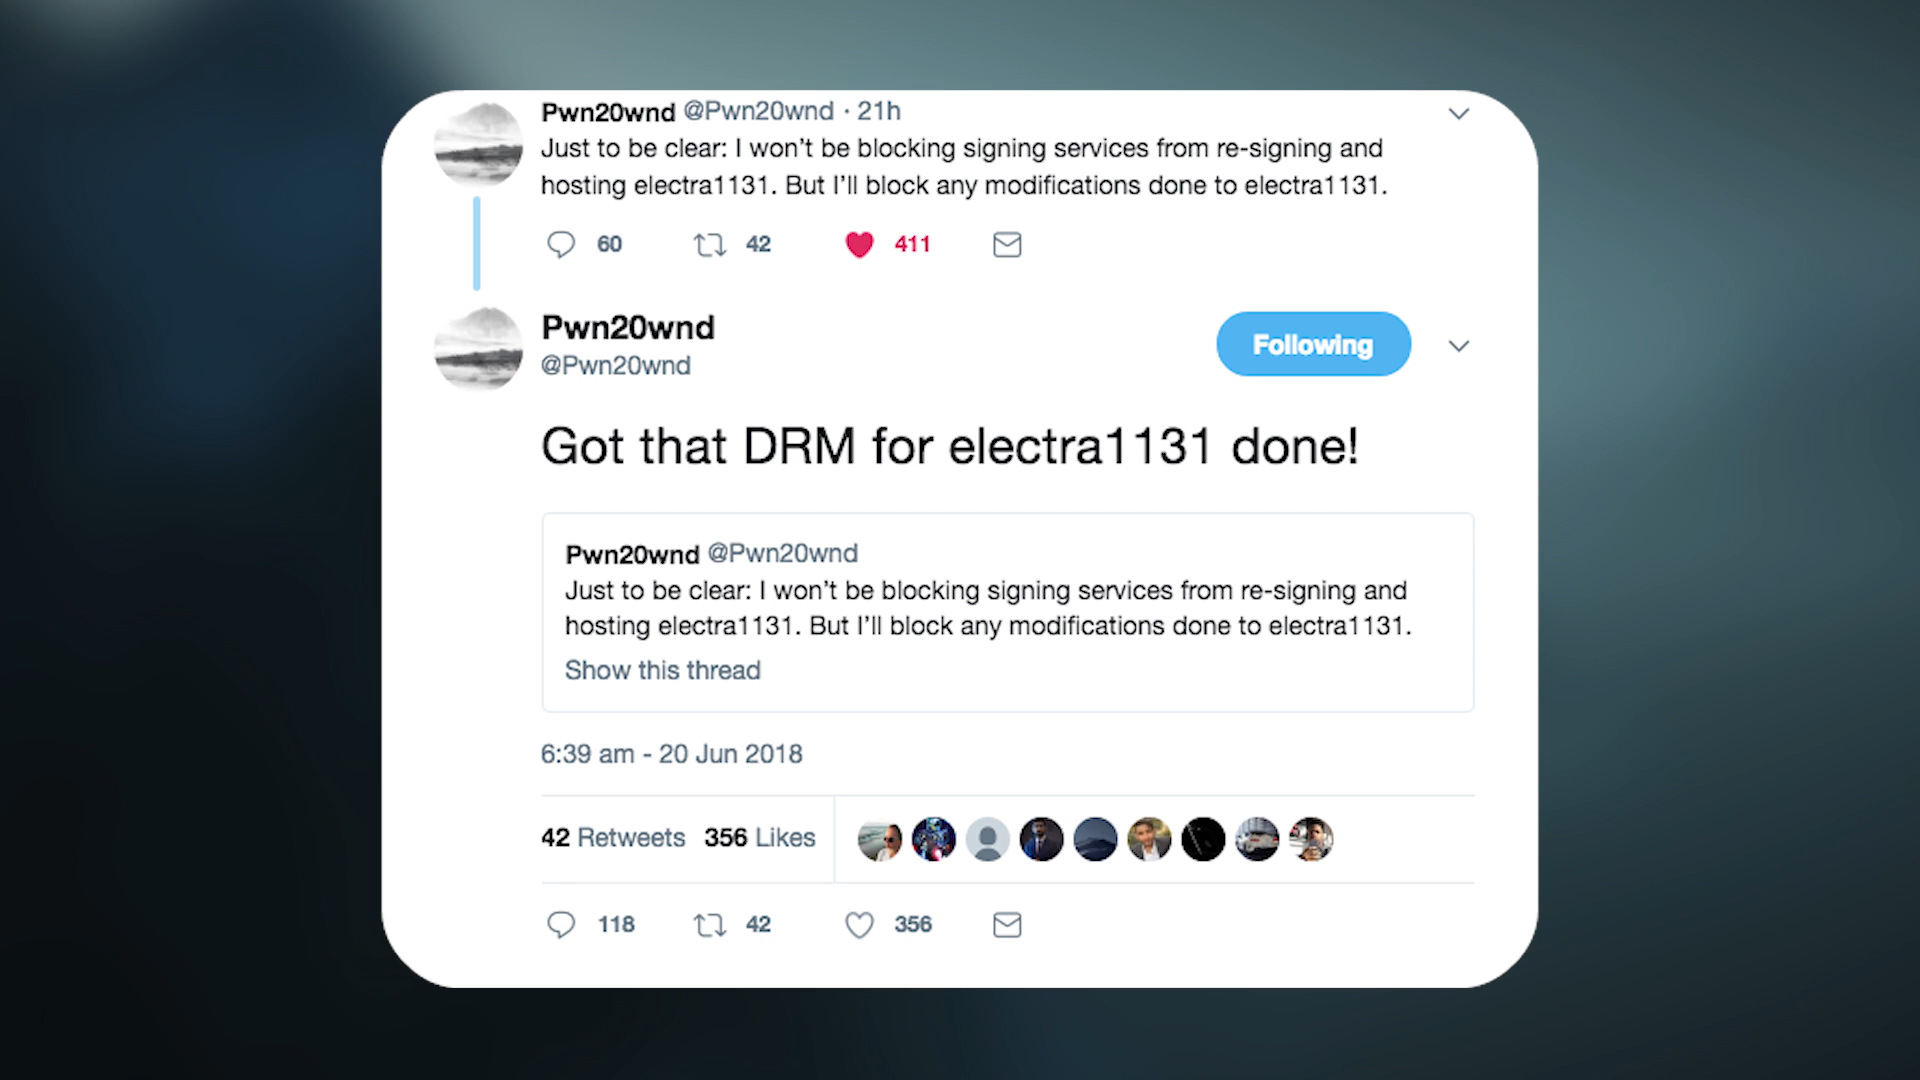 Pwn20wnd @Pwn20wnd · 21h
Just to be clear: I won’t be blocking signing services from re-signing and
hosting electra1131. But I’ll block any modifications done to electra1131.
60 42 411
Pwn20wnd
@Pwn20wnd
Following
Got that DRM for electra1131 done!
Pwn20wnd @Pwn20wnd
Just to be clear: I won’t be blocking signing services from re-signing and
hosting electra1131. But I’ll block any modifications done to electra1131.
Show this thread
6:39 am - 20 Jun 2018
42 Retweets 356 Likes
118 42 356